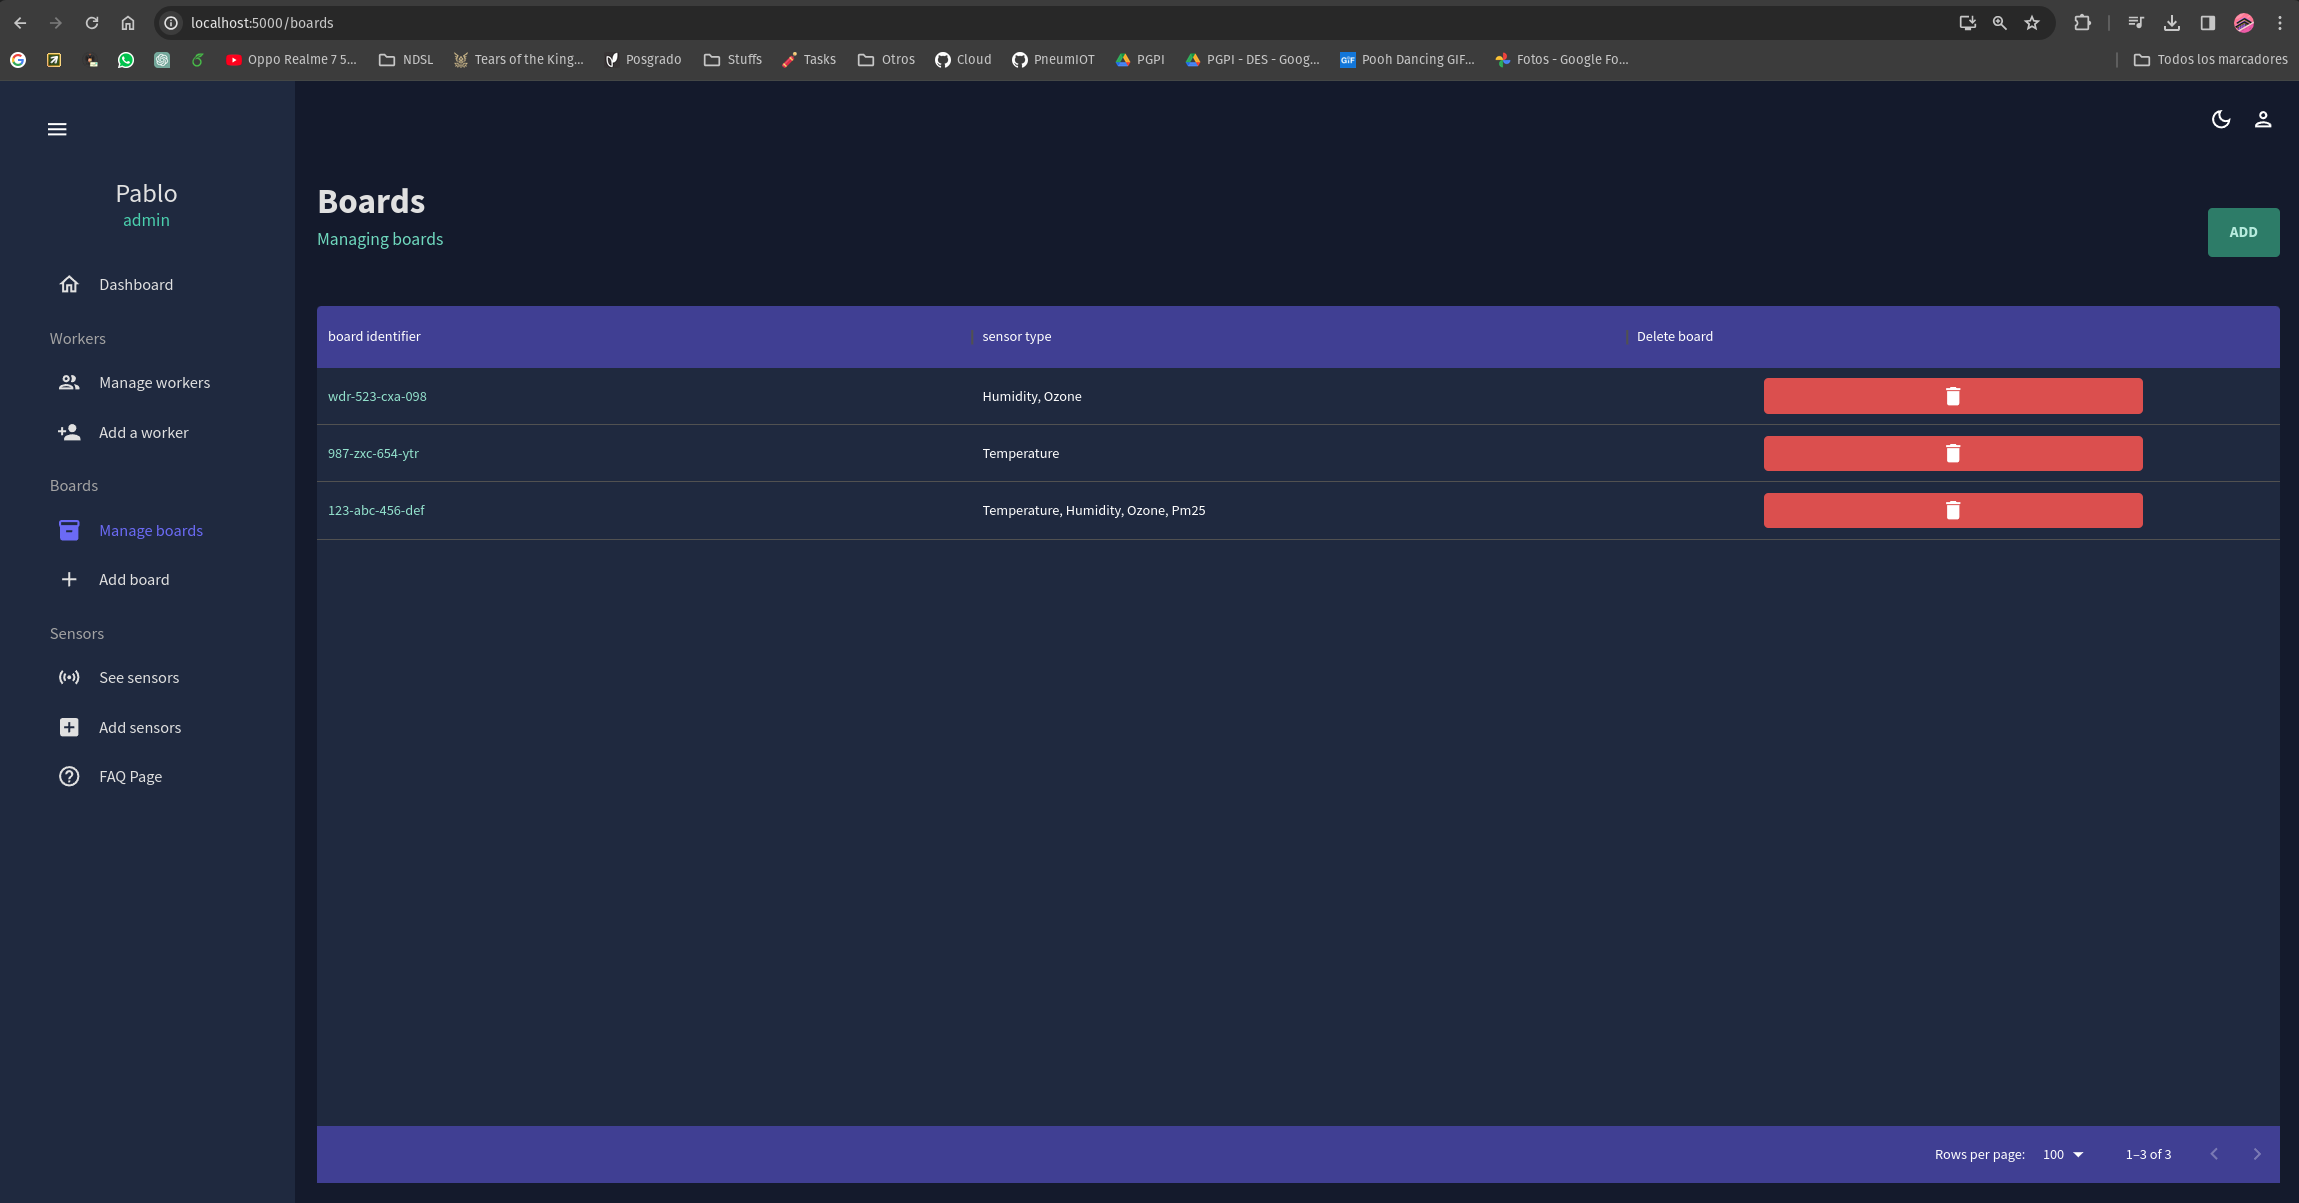 localhost:5000/boards
Oppo Realme 7 5... NDSL Tears of the King... Posgrado Stuffs Tasks Otros Cloud PneumIOT PGPI PGPI - DES - Goog... GIF Pooh Dancing GIF... Fotos - Google Fo... Todos los marcadores
Pablo
admin
Dashboard
Workers
Manage workers
Add a worker
Boards
Manage boards
Add board
Sensors
See sensors
Add sensors
FAQ Page
Boards
Managing boards
ADD
board identifier sensor type Delete board
wdr-523-cxa-098 Humidity, Ozone
987-zxc-654-ytr Temperature
123-abc-456-def Temperature, Humidity, Ozone, Pm25
Rows per page: 100 1–3 of 3